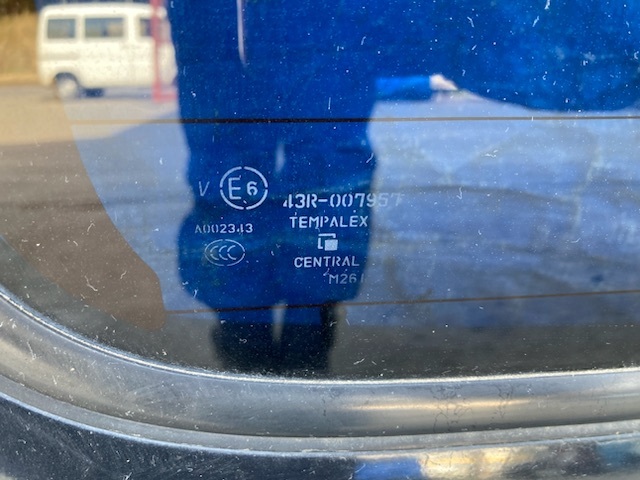 V E6 43R-007957
TEMPALEX
A002343
CCC
CENTRAL
M26